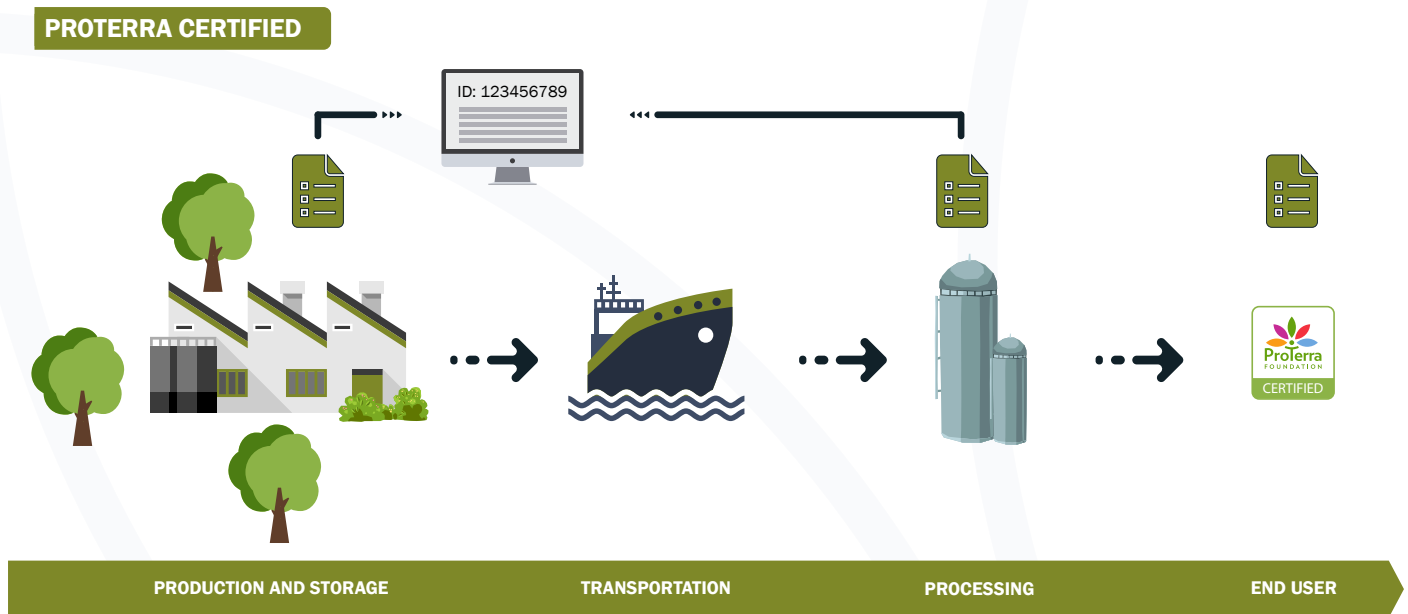 PROTERRA CERTIFIED
ID: 123456789
ProTerra
FOUNDATION
CERTIFIED
PRODUCTION AND STORAGE
TRANSPORTATION
PROCESSING
END USER